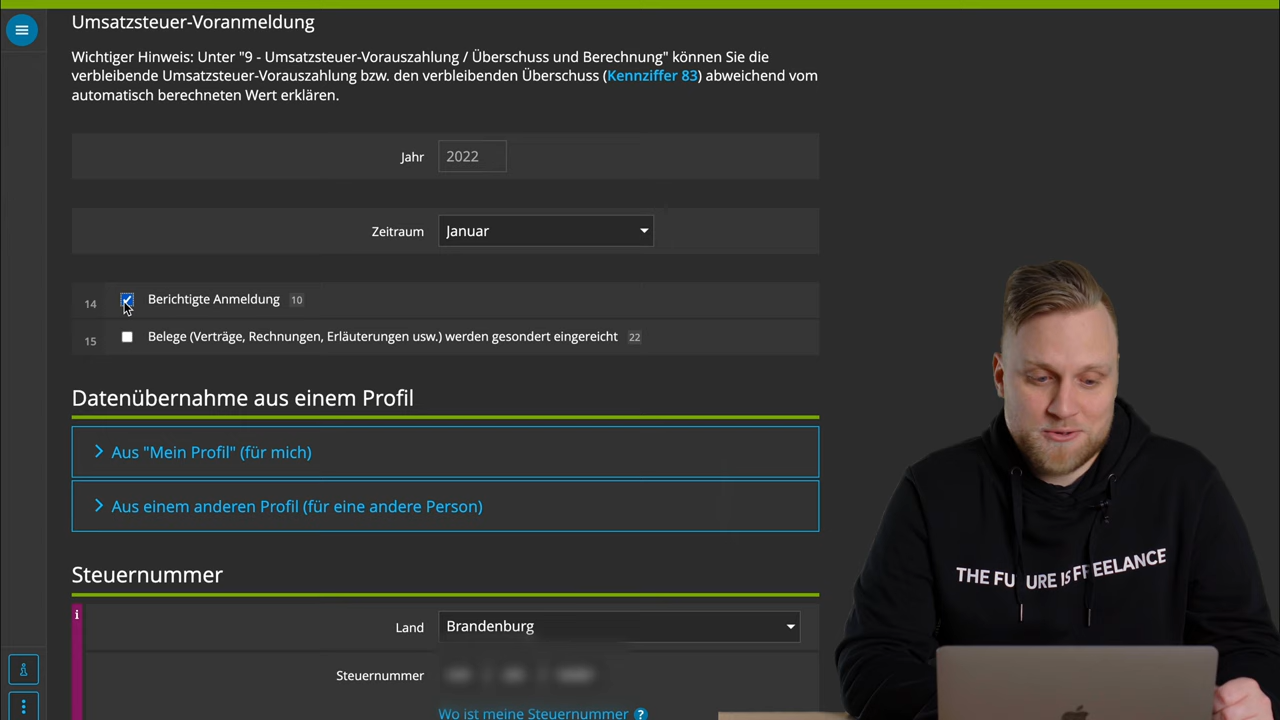 Umsatzsteuer-Voranmeldung
Wichtiger Hinweis: Unter "9 - Umsatzsteuer-Vorauszahlung / Überschuss und Berechnung" können Sie die
verbleibende Umsatzsteuer-Vorauszahlung bzw. den verbleibenden Überschuss (Kennziffer 83) abweichend vom
automatisch berechneten Wert erklären.
Jahr 2022
Zeitraum Januar
14 Berichtigte Anmeldung 10
15 Belege (Verträge, Rechnungen, Erläuterungen usw.) werden gesondert eingereicht 22
Datenübernahme aus einem Profil
Aus "Mein Profil" (für mich)
Aus einem anderen Profil (für eine andere Person)
Steuernummer
i
Land Brandenburg
Steuernummer
Wo ist meine Steuernummer ?
THE FUTURE IS FREELANCE